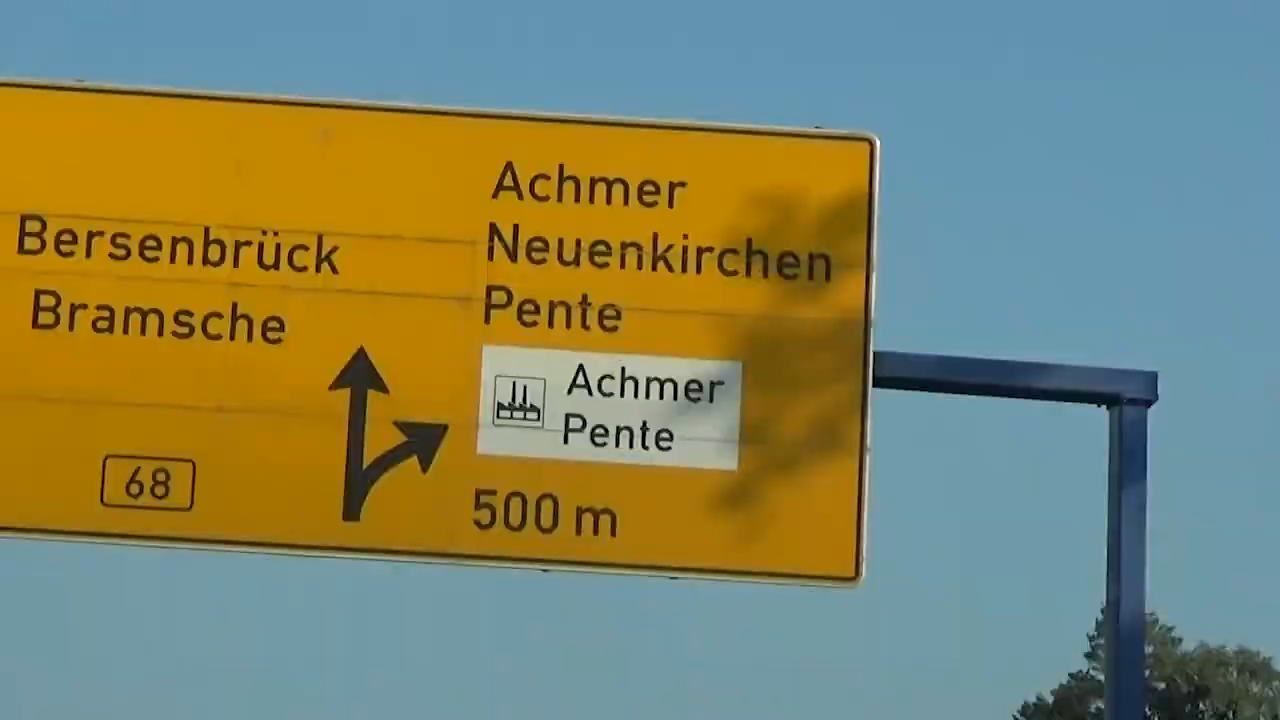 Bersenbrück
Bramsche
68
Achmer
Neuenkirchen
Pente
Achmer
Pente
500 m